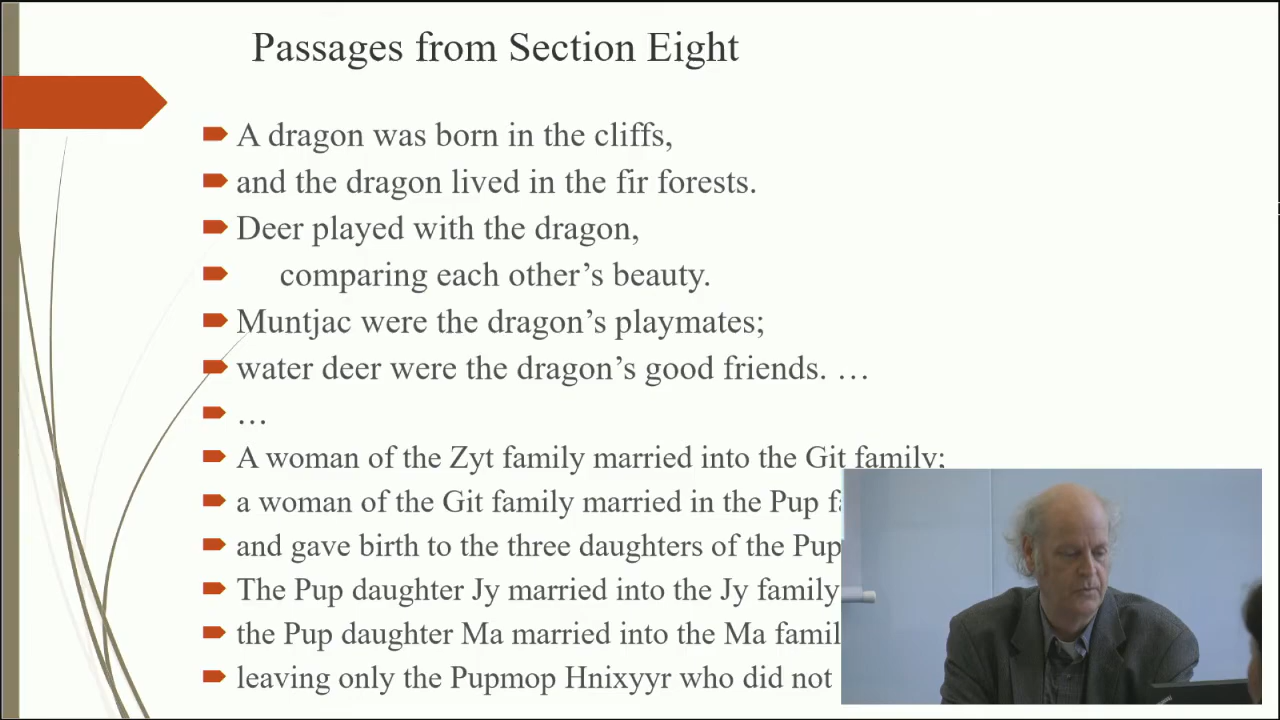 Passages from Section Eight
A dragon was born in the cliffs,
and the dragon lived in the fir forests.
Deer played with the dragon,
comparing each other’s beauty.
Muntjac were the dragon’s playmates;
water deer were the dragon’s good friends. …
…
A woman of the Zyt family married into the Git family;
a woman of the Git family married in the Pup
and gave birth to the three daughters of the Pup
The Pup daughter Jy married into the Jy family
the Pup daughter Ma married into the Ma
leaving only the Pupmop Hnixyyr who did not